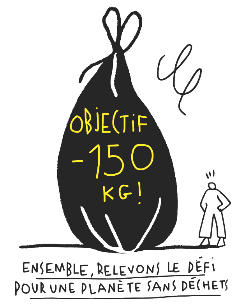 OBJECTIF
-150
KG!
ENSEMBLE, RELEVONS LE DÉFI
POUR UNE PLANÈTE SANS DÉCHETS